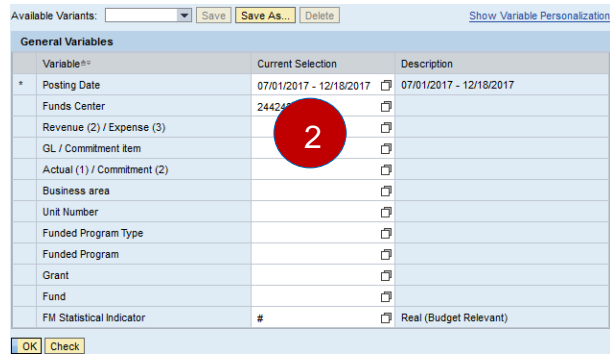 Available Variants: Save Save As... Delete Show Variable Personalization
General Variables
Variable Current Selection Description
* Posting Date 07/01/2017 - 12/18/2017 07/01/2017 - 12/18/2017
Funds Center
Revenue (2) / Expense (3)
2
GL / Commitment item
Actual (1) / Commitment (2)
Business area
Unit Number
Funded Program Type
Funded Program
Grant
Fund
FM Statistical Indicator # Real (Budget Relevant)
OK Check